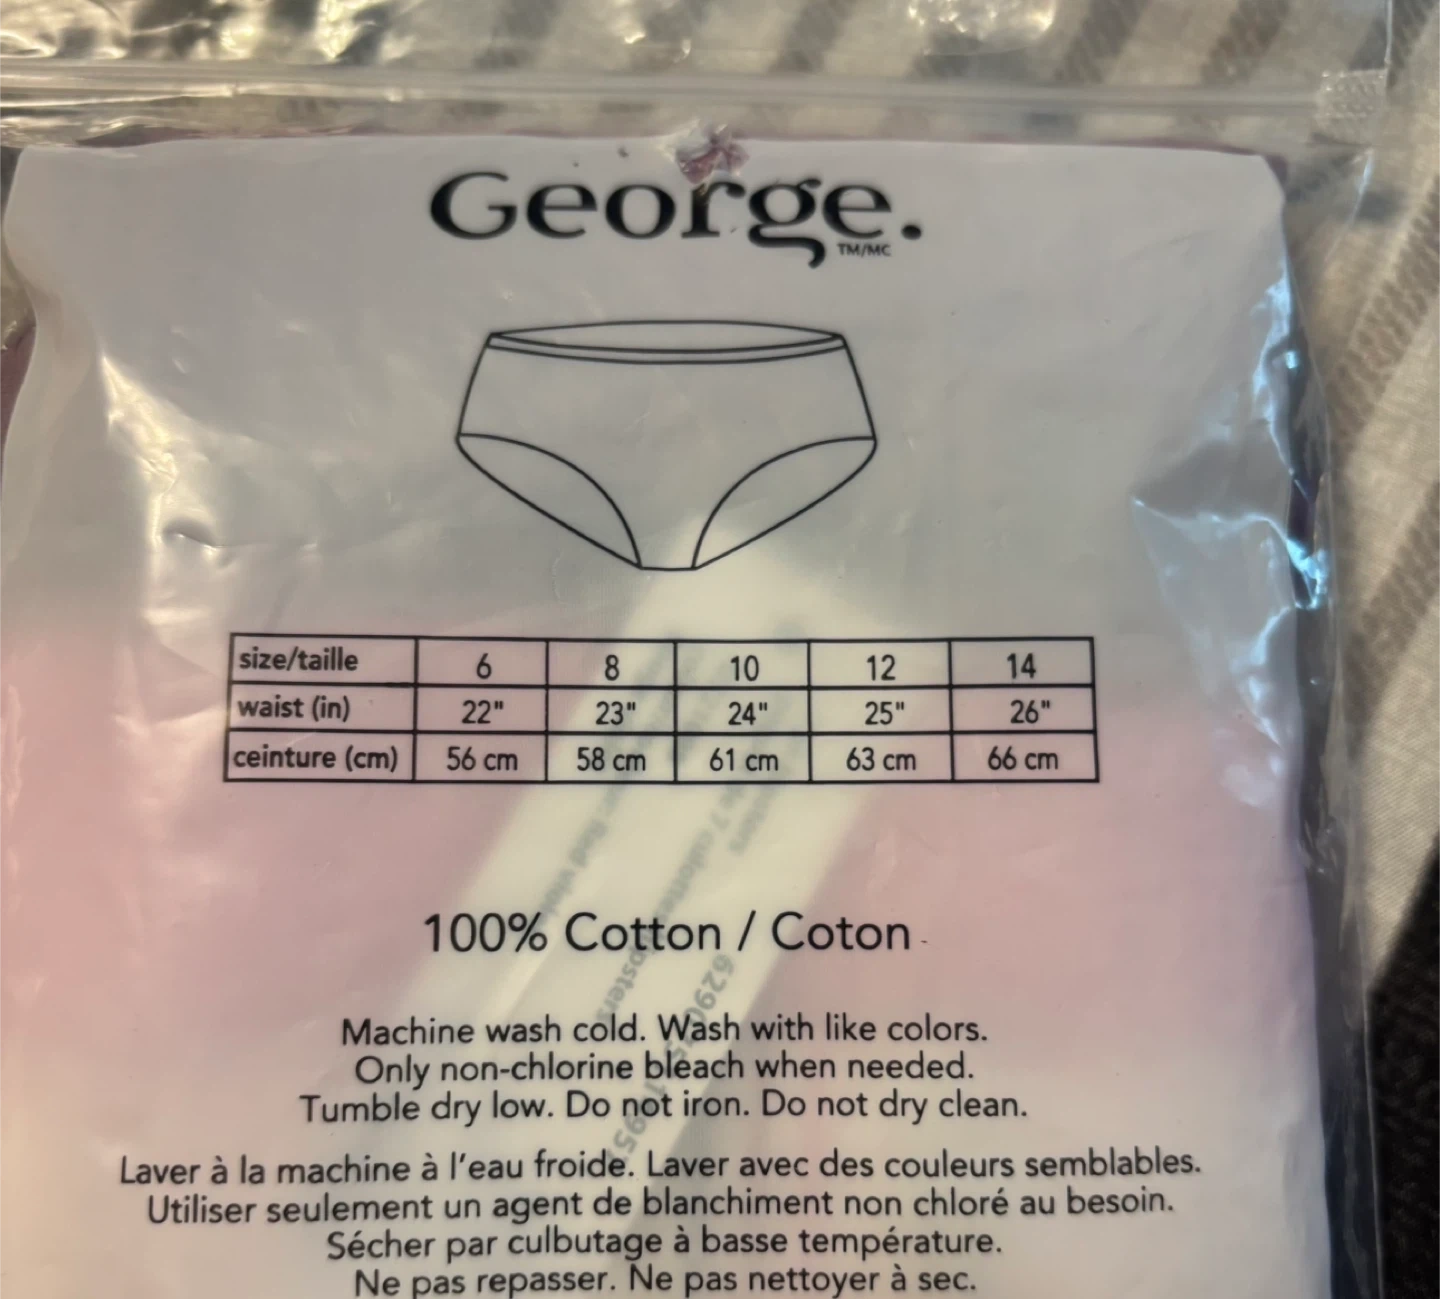 George.
TM/MC
size/taille 6 8 10 12 14
waist (in) 22" 23" 24" 25" 26"
ceinture (cm) 56 cm 58 cm 61 cm 63 cm 66 cm
100% Cotton / Coton
Machine wash cold. Wash with like colors.
Only non-chlorine bleach when needed.
Tumble dry low. Do not iron. Do not dry clean.
Laver à la machine à l'eau froide. Laver avec des couleurs semblables.
Utiliser seulement un agent de blanchiment non chloré au besoin.
Sécher par culbutage à basse température.
Ne pas repasser. Ne pas nettoyer à sec.